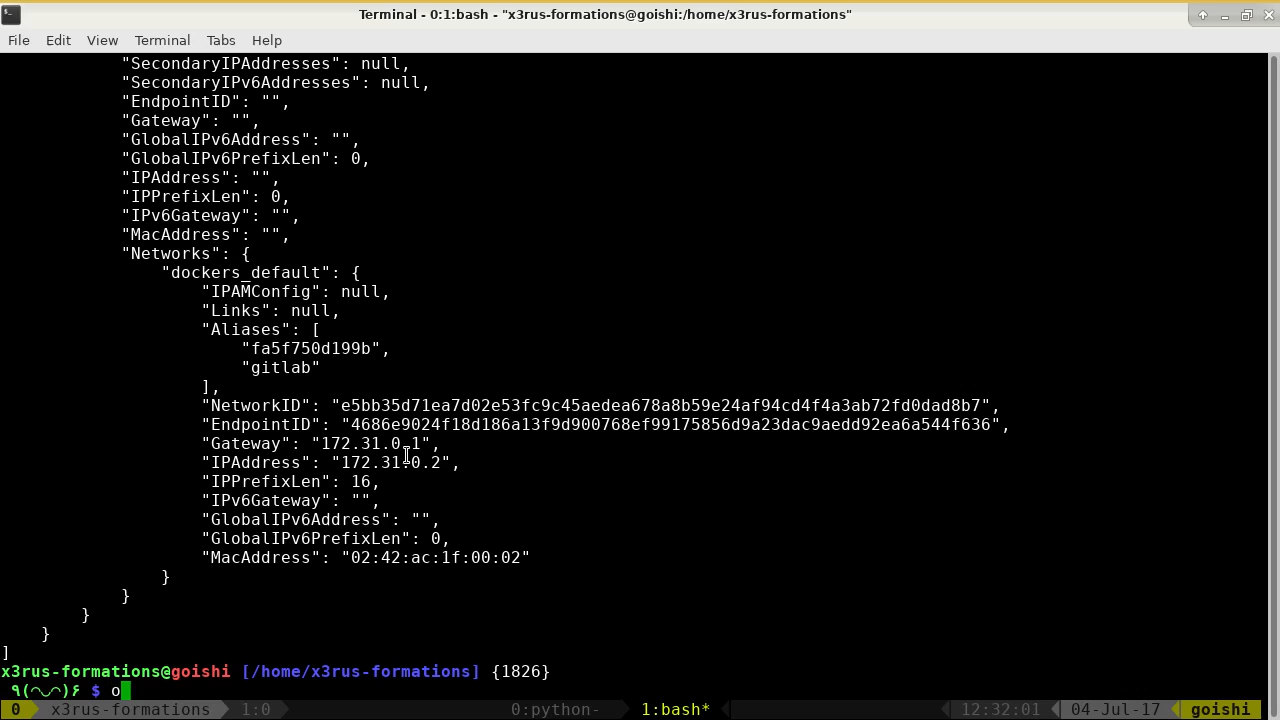 Terminal - 0:1:bash - "x3rus-formations@goishi:/home/x3rus-formations"
File Edit View Terminal Tabs Help
"SecondaryIPAddresses": null,
"SecondaryIPv6Addresses": null,
"EndpointID": "",
"Gateway": "",
"GlobalIPv6Address": "",
"GlobalIPv6PrefixLen": 0,
"IPAddress": "",
"IPPrefixLen": 0,
"IPv6Gateway": "",
"MacAddress": "",
"Networks": {
"dockers_default": {
"IPAMConfig": null,
"Links": null,
"Aliases": [
"fa5f750d199b",
"gitlab"
],
"NetworkID": "e5bb35d71ea7d02e53fc9c45aedea678a8b59e24af94cd4f4a3ab72fd0dad8b7",
"EndpointID": "4686e9024f18d186a13f9d900768ef99175856d9a23dac9aedd92ea6a544f636",
"Gateway": "172.31.0.1",
"IPAddress": "172.31.0.2",
"IPPrefixLen": 16,
"IPv6Gateway": "",
"GlobalIPv6Address": "",
"GlobalIPv6PrefixLen": 0,
"MacAddress": "02:42:ac:1f:00:02"
}
}
}
}
]
x3rus-formations@goishi [/home/x3rus-formations] {1826}
٩(◠‿◠)۶ $ o
0 x3rus-formations 1:0 0:python- 1:bash* 12:32:01 04-Jul-17 goishi